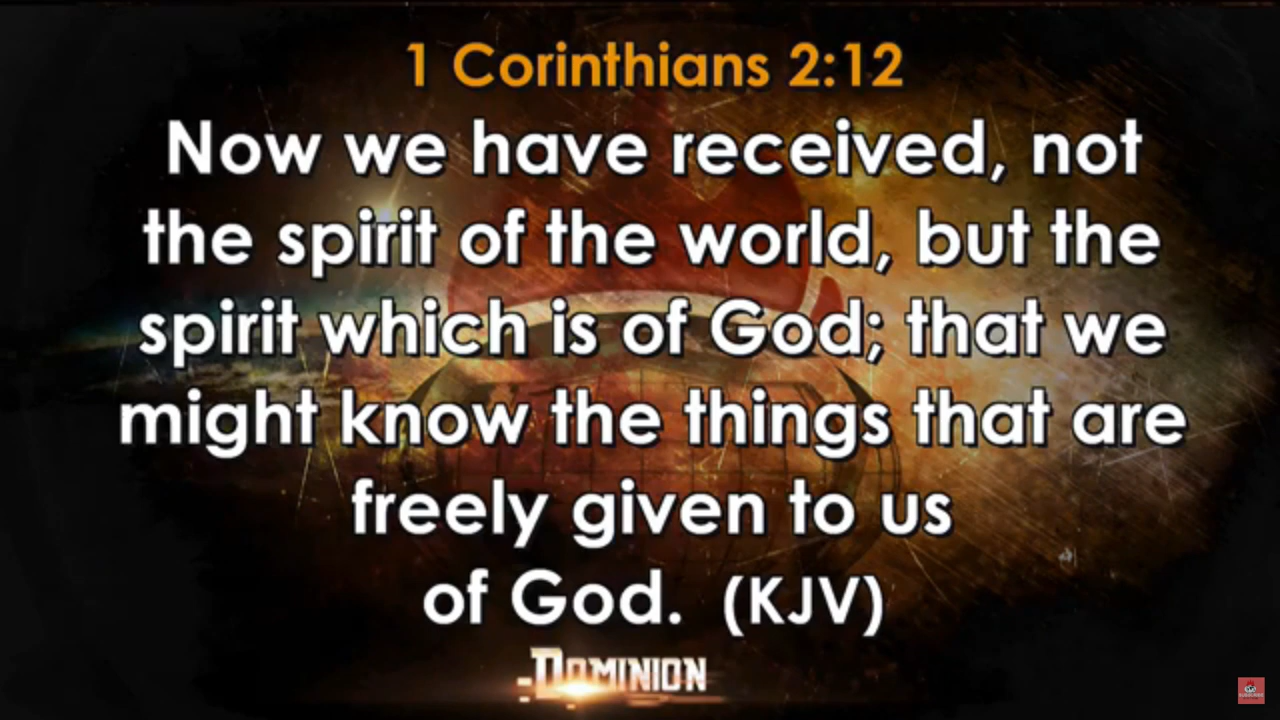 1 Corinthians 2:12
Now we have received, not
the spirit of the world, but the
spirit which is of God; that we
might know the things that are
freely given to us
of God. (KJV)
DOMINION